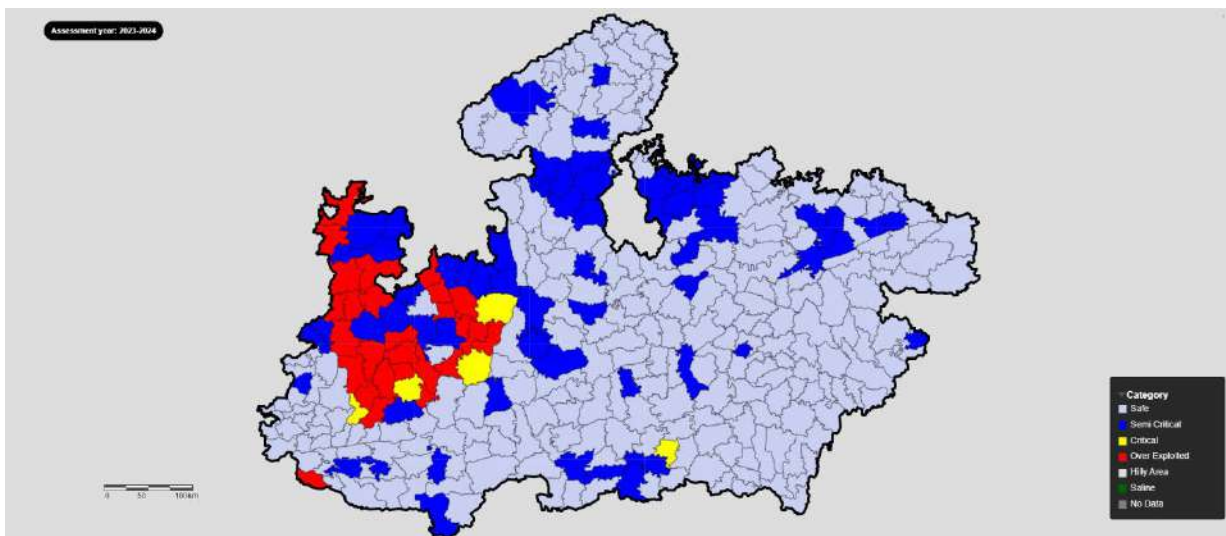 Assessment year: 2023-2024
Category
Safe
Semi Critical
Critical
Over Exploited
Hilly Area
Saline
No Data
0 50 100km